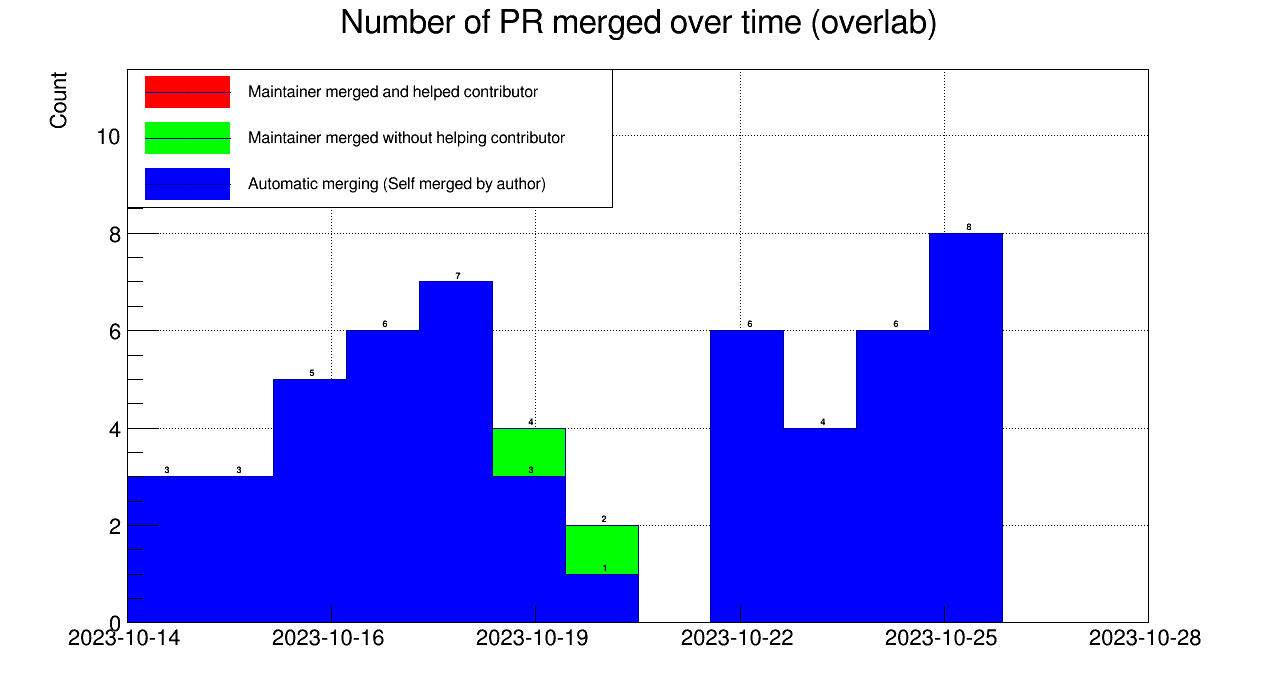 Number of PR merged over time (overlab)
Count
Maintainer merged and helped contributor
Maintainer merged without helping contributor
Automatic merging (Self merged by author)
10
8
6
4
2
0
3 3 5 6 7 4 3 2 1 6 4 6 8
2023-10-14 2023-10-16 2023-10-19 2023-10-22 2023-10-25 2023-10-28